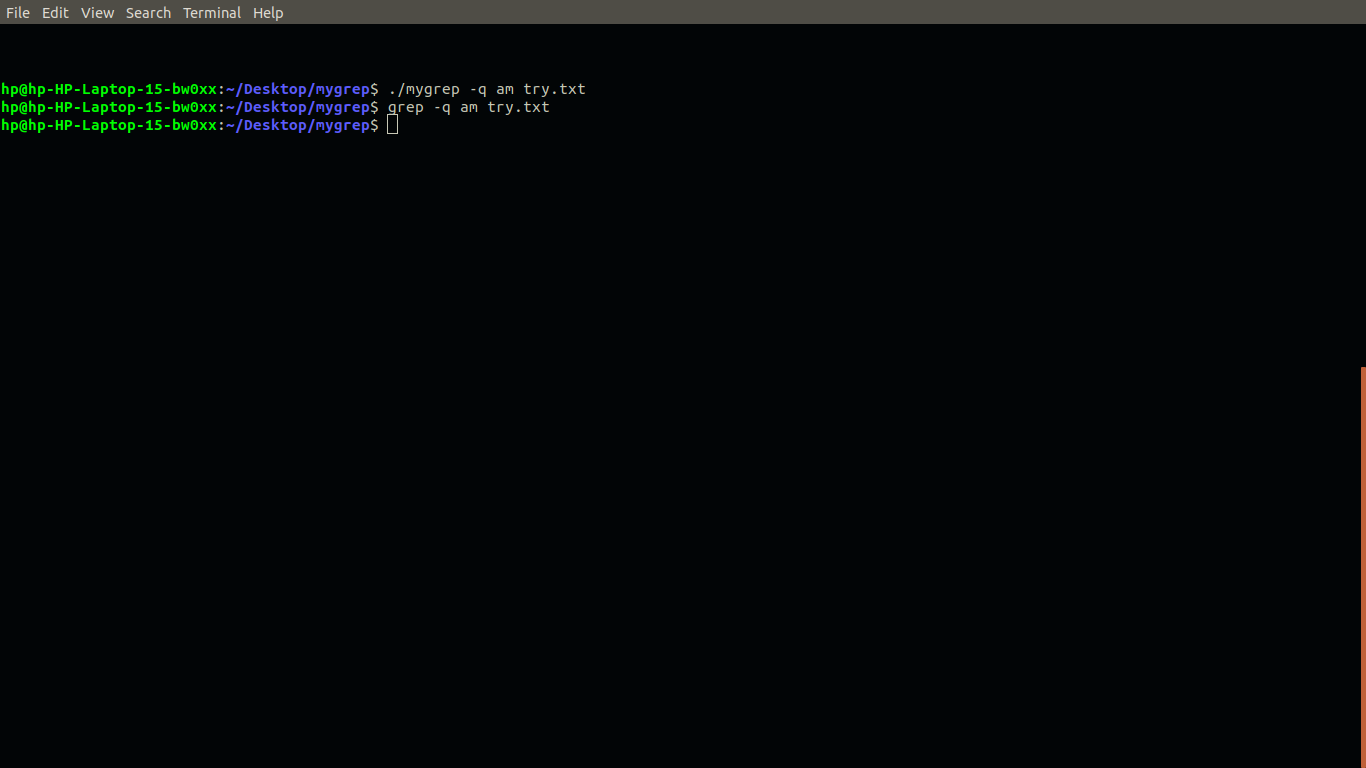 File Edit View Search Terminal Help
hp@hp-HP-Laptop-15-bw0xx:~/Desktop/mygrep$ ./mygrep -q am try.txt
hp@hp-HP-Laptop-15-bw0xx:~/Desktop/mygrep$ grep -q am try.txt
hp@hp-HP-Laptop-15-bw0xx:~/Desktop/mygrep$